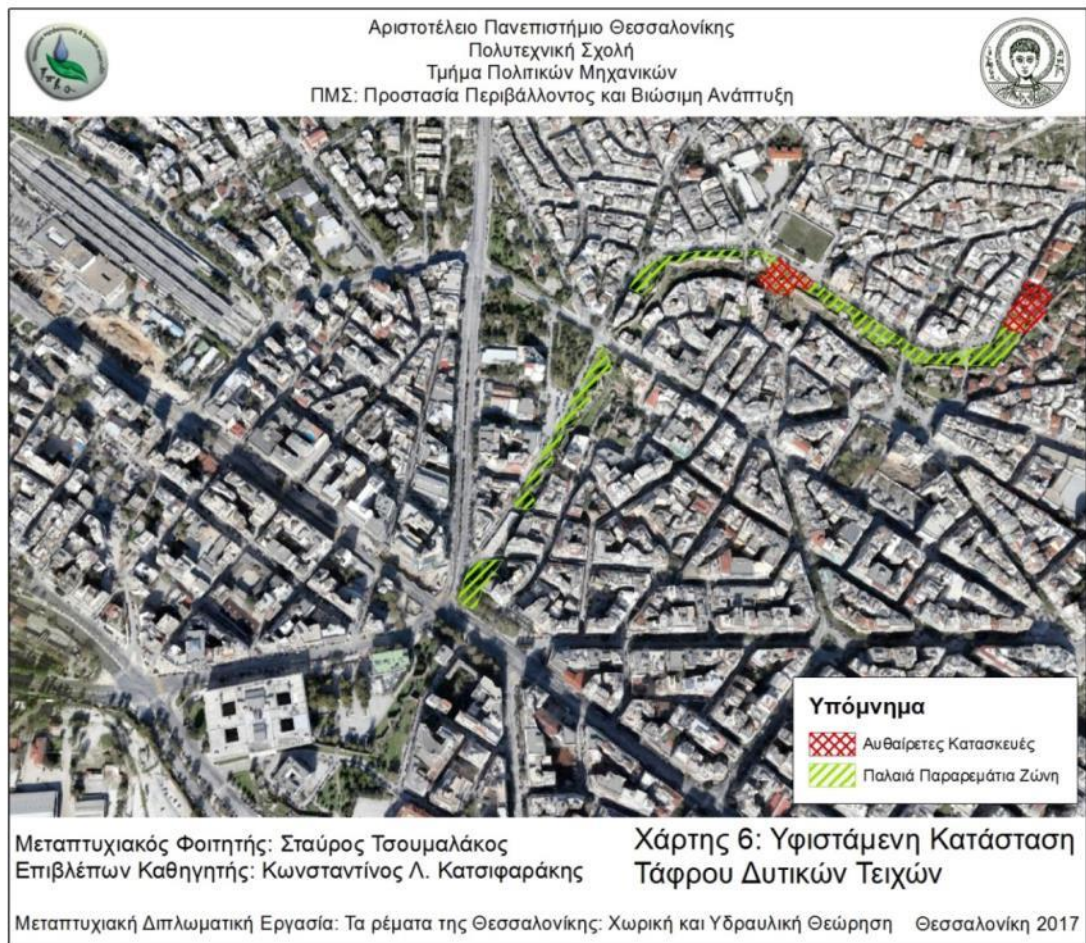 Αριστοτέλειο Πανεπιστήμιο Θεσσαλονίκης
Πολυτεχνική Σχολή
Τμήμα Πολιτικών Μηχανικών
ΠΜΣ: Προστασία Περιβάλλοντος και Βιώσιμη Ανάπτυξη
Υπόμνημα
Αυθαίρετες Κατασκευές
Παλαιά Παραρεμάτια Ζώνη
Μεταπτυχιακός Φοιτητής: Σταύρος Τσουμαλάκος
Επιβλέπων Καθηγητής: Κωνσταντίνος Λ. Κατσιφαράκης
Χάρτης 6: Υφιστάμενη Κατάσταση
Τάφρου Δυτικών Τειχών
Μεταπτυχιακή Διπλωματική Εργασία: Τα ρέματα της Θεσσαλονίκης: Χωρική και Υδραυλική Θεώρηση Θεσσαλονίκη 2017